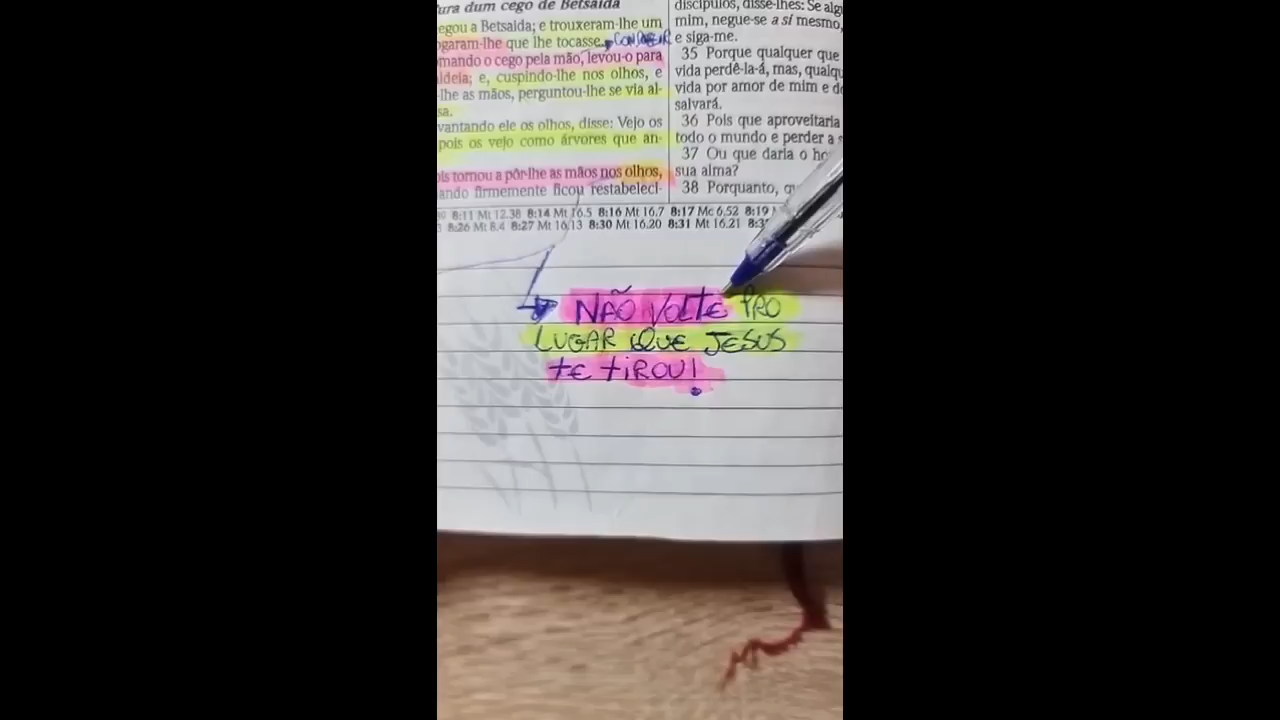 ura dum cego de Betsaida
egou a Betsaida; e trouxeram-lhe um
ogaram-lhe que lhe tocasse.
mando o cego pela mão, levou-o para
ldeia; e, cuspindo-lhe nos olhos, e
-lhe as mãos, perguntou-lhe se via al-
sa.
vantando ele os olhos, disse: Vejo os
pois os vejo como árvores que an-
is tornou a pôr-lhe as mãos nos olhos,
ando firmemente ficou restabeleci-
discípulos, disse-lhes: Se alg
mim, negue-se a si mesmo,
e siga-me.
35 Porque qualquer que
vida perdê-la-á, mas, qualqu
vida por amor de mim e do
salvará.
36 Pois que aproveitaria
todo o mundo e perder a
37 Ou que daria o ho
sua alma?
38 Porquanto, qu
8:11 Mt 12.38 8:14 Mt 16.5 8:16 Mt 16.7 8:17 Mc 6.52 8:19
8:26 Mt 8.4 8:27 Mt 16.13 8:30 Mt 16.20 8:31 Mt 16.21
NÃO VOLTE PRO
LUGAR QUE JESUS
TE TIROU!